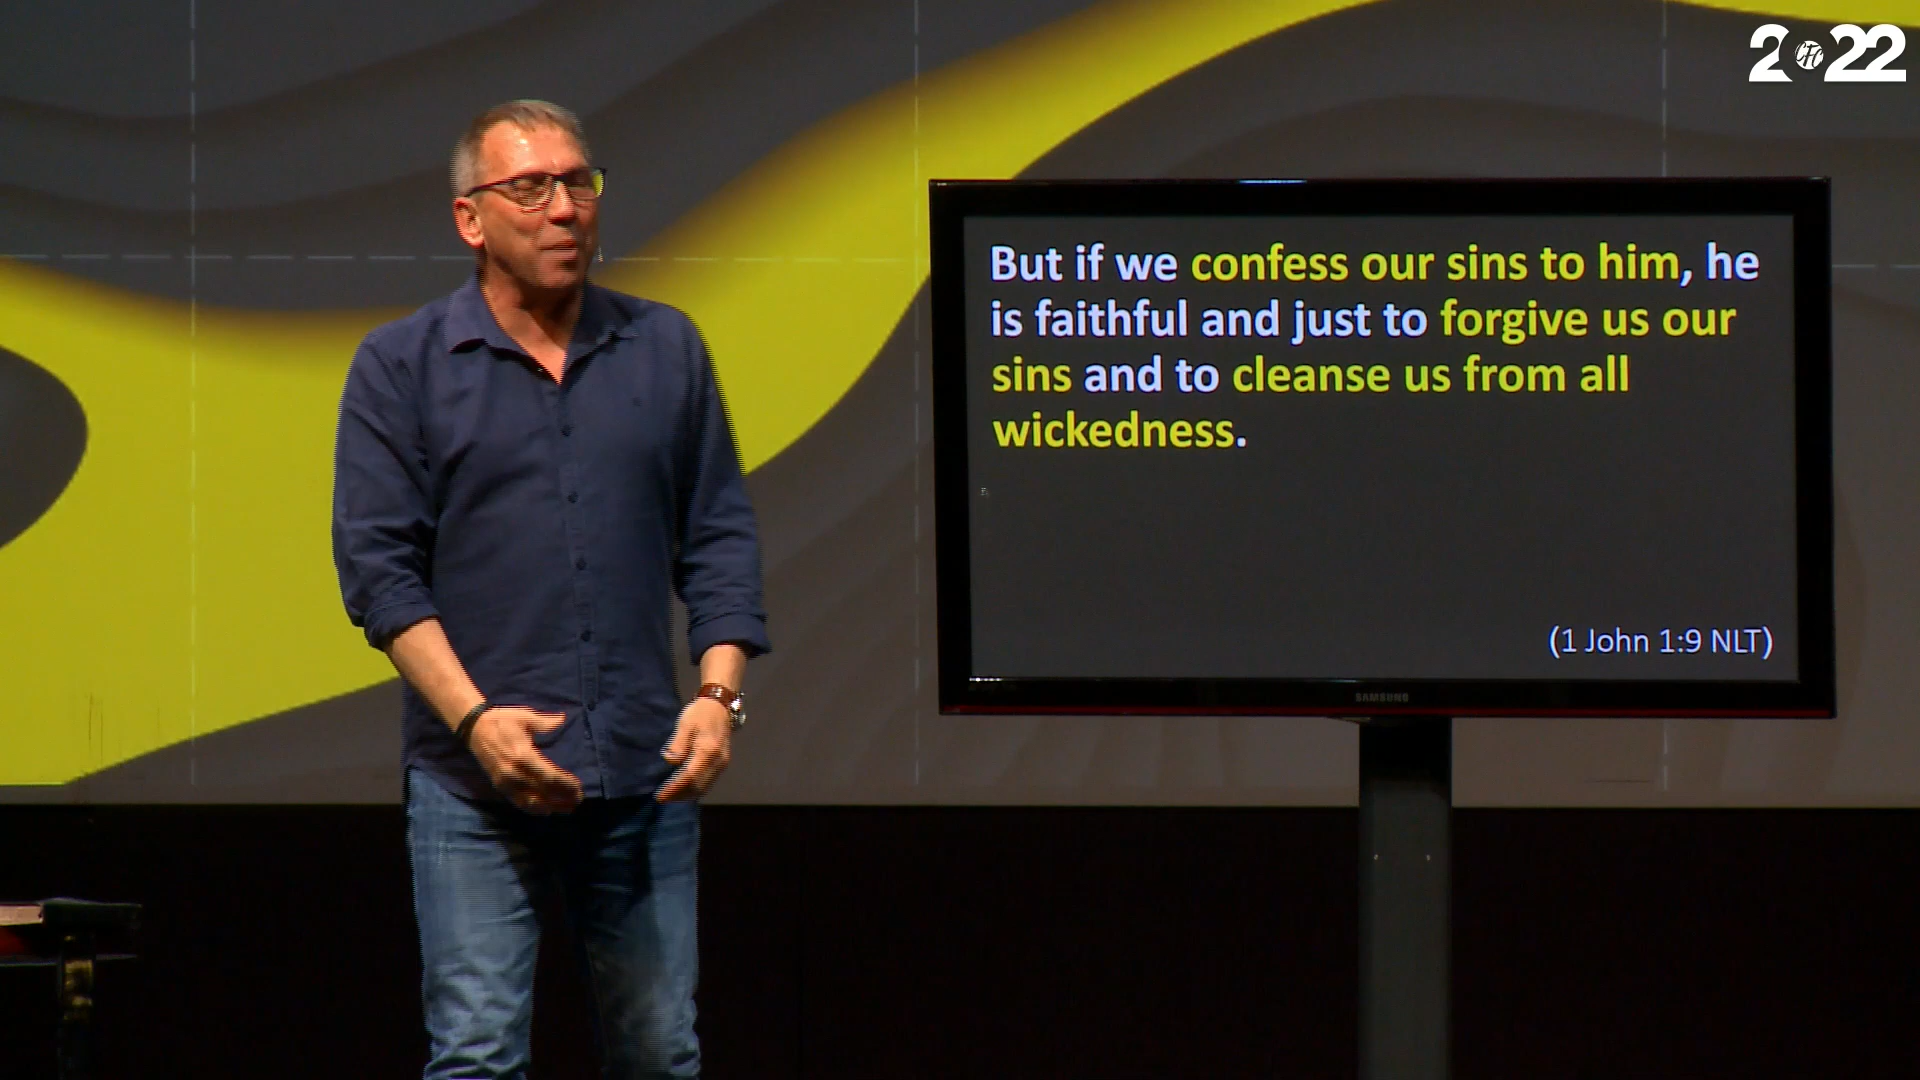 2022
But if we confess our sins to him, he
is faithful and just to forgive us our
sins and to cleanse us from all
wickedness.
(1 John 1:9 NLT)
SAMSUNG